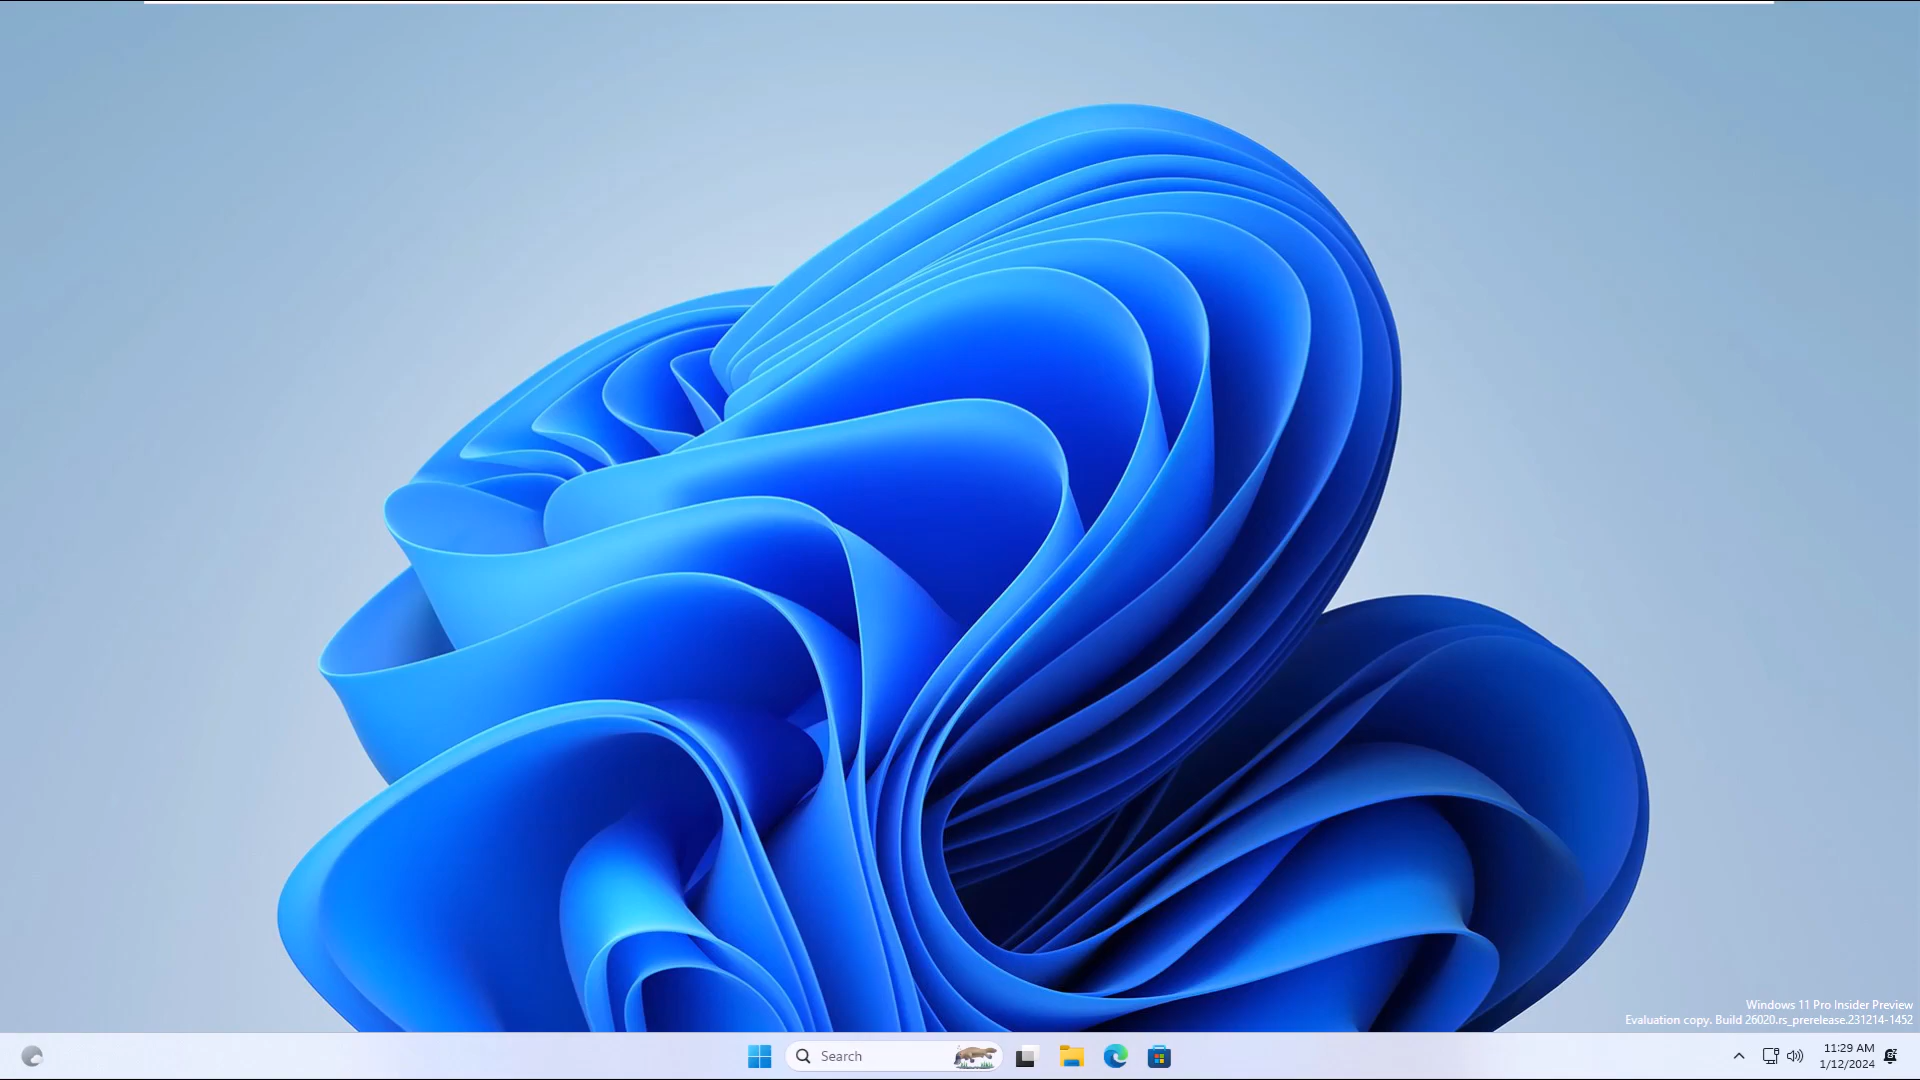 Windows 11 Pro Insider Preview
Evaluation copy. Build 26020.rs_prerelease.231214-1452
Search
11:29 AM
1/12/2024